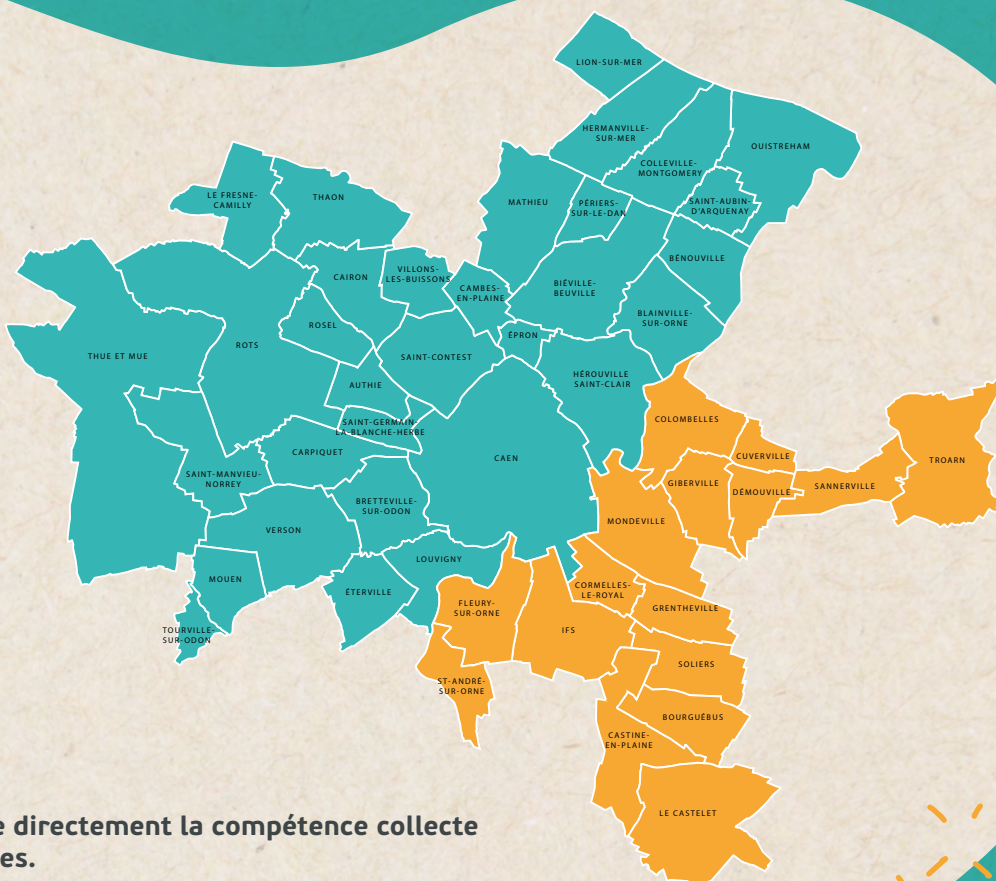 LION-SUR-MER
HERMANVILLE-
SUR-MER
OUISTREHAM
COLLEVILLE-
MONTGOMERY
LE FRESNE-
CAMILLY
THAON
MATHIEU
PÉRIERS-
SUR-LE-DAN
SAINT-AUBIN-
D'ARQUENAY
BÉNOUVILLE
CAIRON
VILLONS-
LES-BUISSONS
CAMBES-
EN-PLAINE
BIÉVILLE-
BEUVILLE
BLAINVILLE-
SUR-ORNE
ROSEL
ÉPRON
ROTS
THUE ET MUE
SAINT-CONTEST
HÉROUVILLE
SAINT-CLAIR
AUTHIE
SAINT-GERMAIN-
LA-BLANCHE-HERBE
COLOMBELLES
CARPIQUET
CAEN
CUVERVILLE
TROARN
SAINT-MANVIEU-
NORREY
GIBERVILLE
DÉMOUVILLE
SANNERVILLE
BRETTEVILLE-
SUR-ODON
MONDEVILLE
VERSON
LOUVIGNY
MOUEN
ÉTERVILLE
CORMELLES-
LE-ROYAL
FLEURY-
SUR-ORNE
GRENTHEVILLE
IFS
TOURVILLE-
SUR-ODON
SOLIERS
ST-ANDRÉ-
SUR-ORNE
BOURGUÉBUS
CASTINE-
EN-PLAINE
LE CASTELET
e directement la compétence collecte
es.